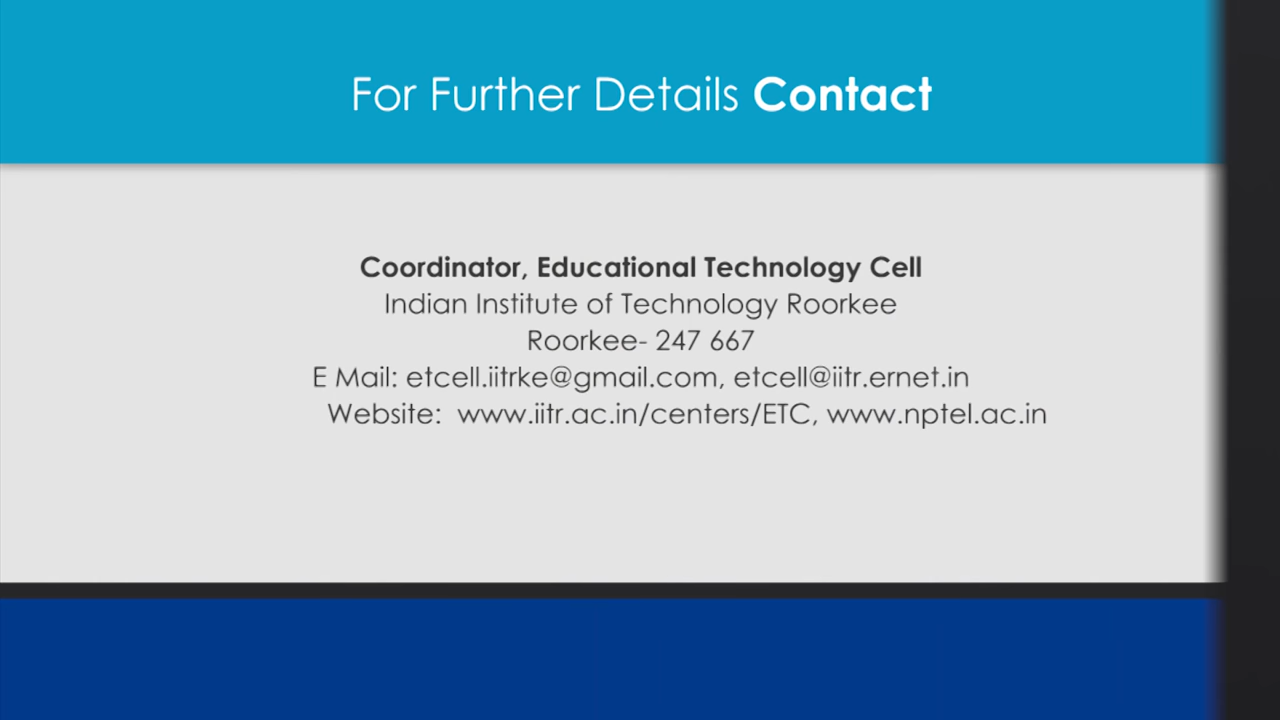 For Further Details Contact
Coordinator, Educational Technology Cell
Indian Institute of Technology Roorkee
Roorkee- 247 667
E Mail: etcell.iitrke@gmail.com, etcell@iitr.ernet.in
Website: www.iitr.ac.in/centers/ETC, www.nptel.ac.in